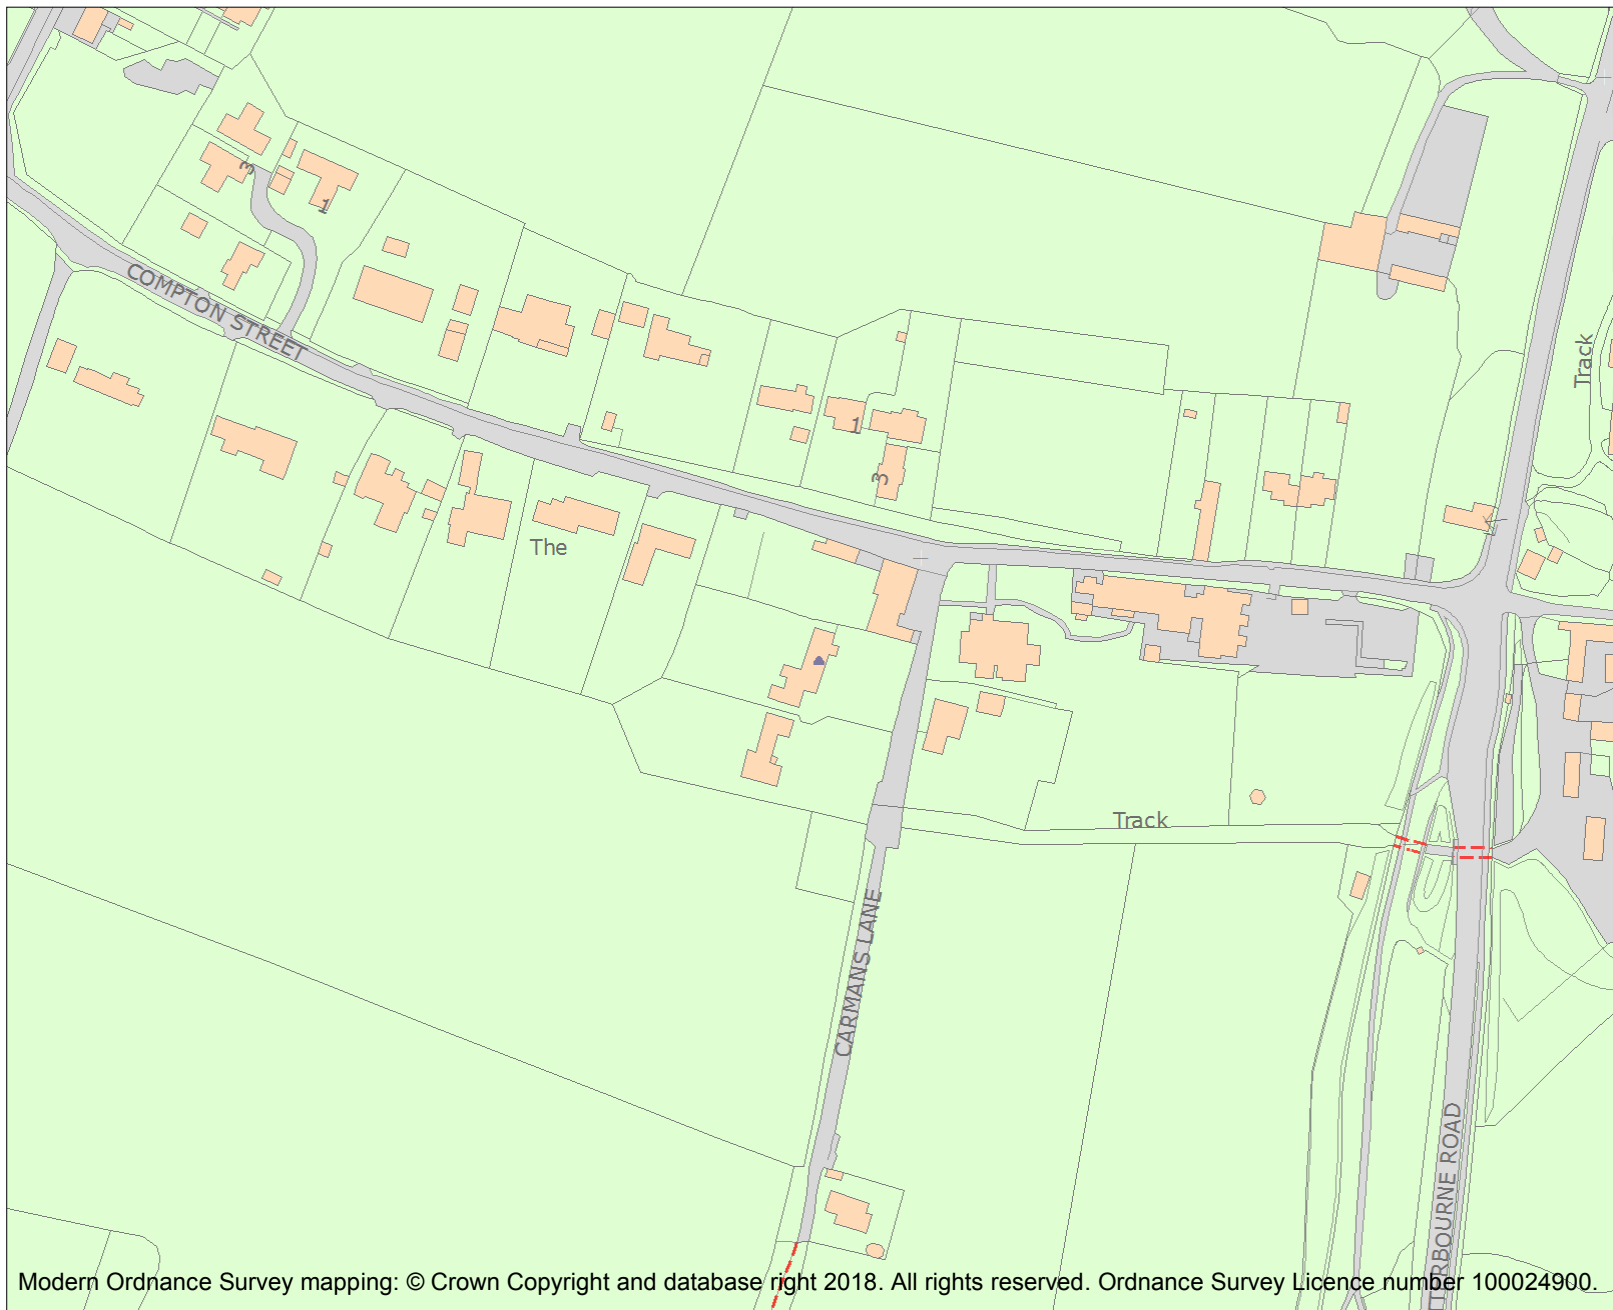 3
1
COMPTON STREET
Track
1
3
The
Track
CARMANS LANE
RBOURNE ROAD
Modern Ordnance Survey mapping: © Crown Copyright and database right 2018. All rights reserved. Ordnance Survey Licence number 100024900.